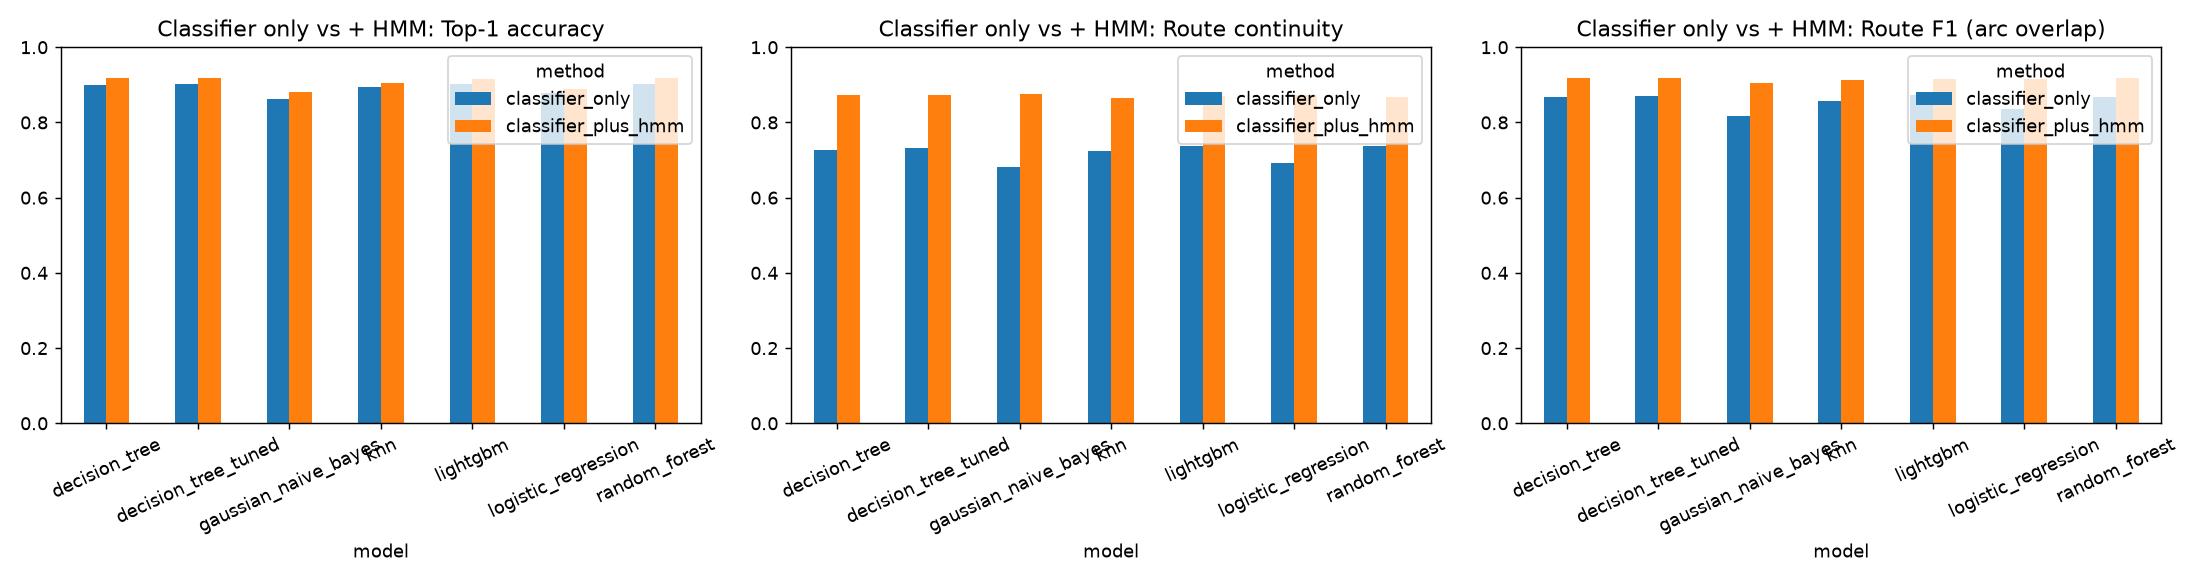 Classifier only vs + HMM: Top-1 accuracy
method
classifier_only
classifier_plus_hmm
1.0
0.8
0.6
0.4
0.2
0.0
decision_tree
decision_tree_tuned
gaussian_naive_bayes
knn
lightgbm
logistic_regression
random_forest
model
Classifier only vs + HMM: Route continuity
method
classifier_only
classifier_plus_hmm
1.0
0.8
0.6
0.4
0.2
0.0
decision_tree
decision_tree_tuned
gaussian_naive_bayes
knn
lightgbm
logistic_regression
random_forest
model
Classifier only vs + HMM: Route F1 (arc overlap)
method
classifier_only
classifier_plus_hmm
1.0
0.8
0.6
0.4
0.2
0.0
decision_tree
decision_tree_tuned
gaussian_naive_bayes
knn
lightgbm
logistic_regression
random_forest
model